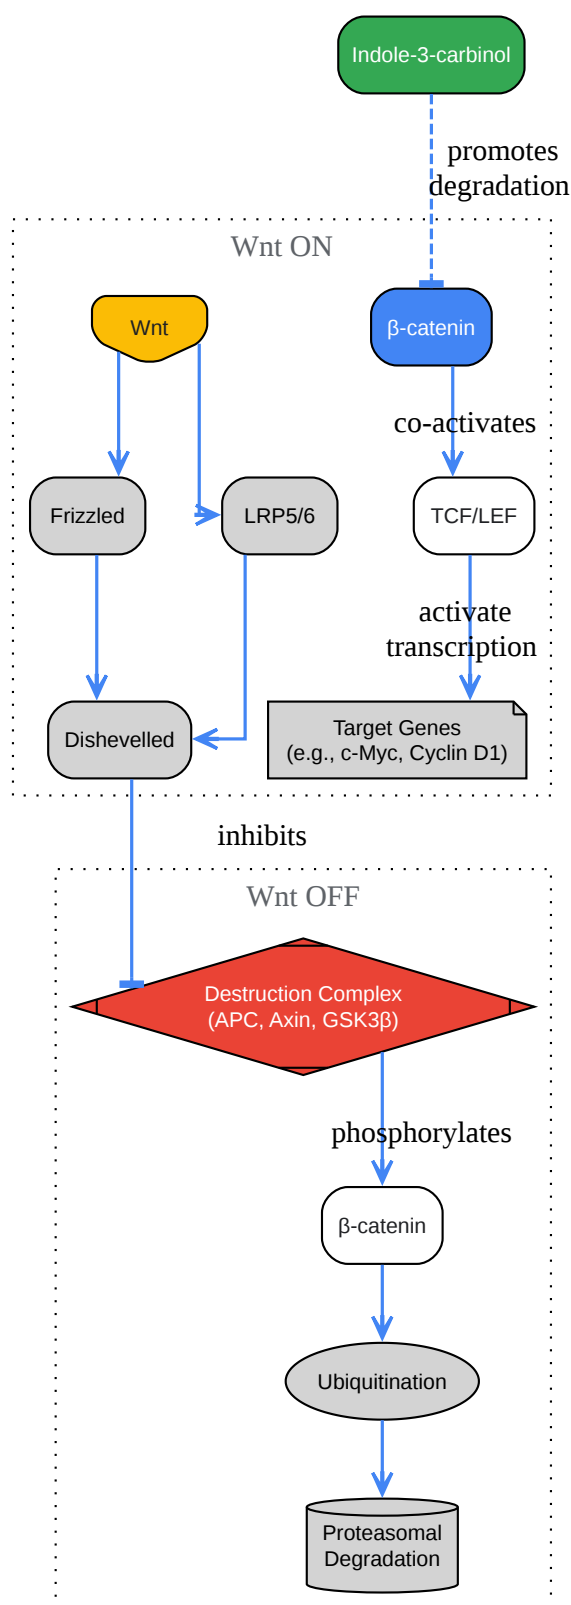 Indole-3-carbinol
promotes
degradation
Wnt ON
Wnt
β-catenin
co-activates
Frizzled
LRP5/6
TCF/LEF
activate
transcription
Dishevelled
Target Genes
(e.g., c-Myc, Cyclin D1)
inhibits
Wnt OFF
Destruction Complex
(APC, Axin, GSK3β)
phosphorylates
β-catenin
Ubiquitination
Proteasomal
Degradation